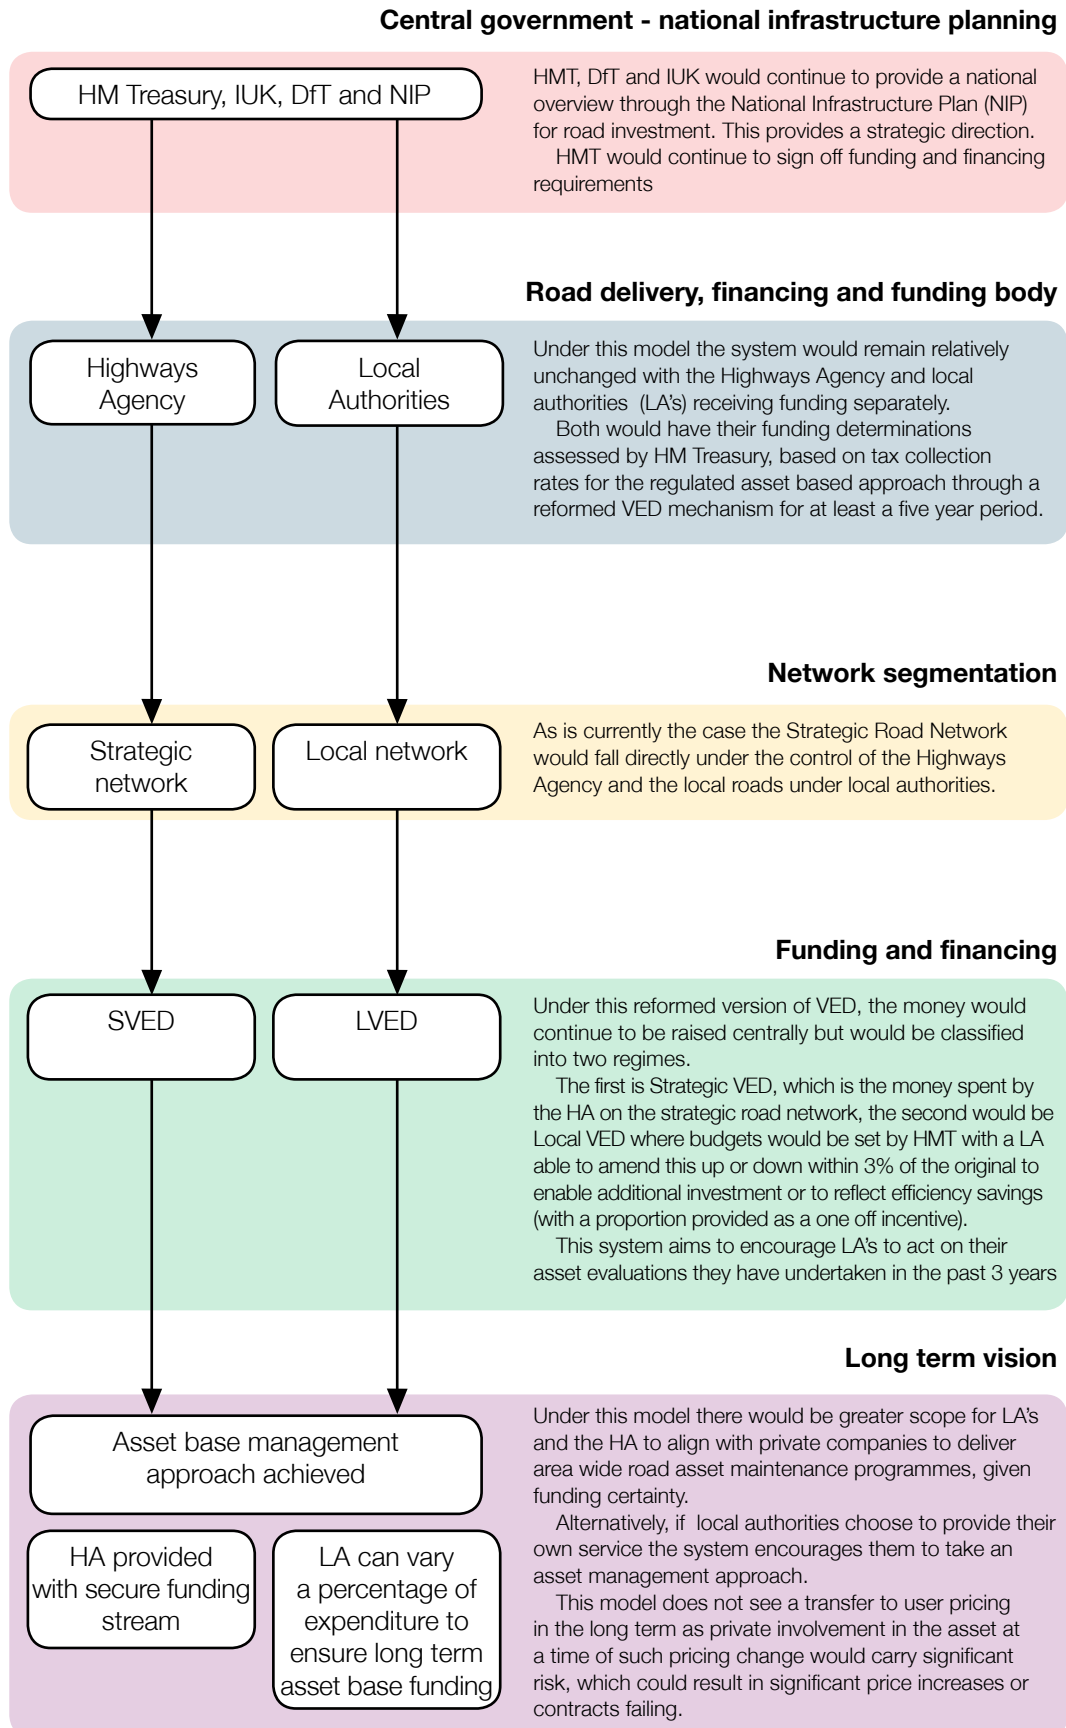 Central government - national infrastructure planning
HM Treasury, IUK, DfT and NIP
HMT, DfT and IUK would continue to provide a national
overview through the National Infrastructure Plan (NIP)
for road investment. This provides a strategic direction.
HMT would continue to sign off funding and financing
requirements
Road delivery, financing and funding body
Highways
Agency
Local
Authorities
Under this model the system would remain relatively
unchanged with the Highways Agency and local
authorities (LA's) receiving funding separately.
Both would have their funding determinations
assessed by HM Treasury, based on tax collection
rates for the regulated asset based approach through a
reformed VED mechanism for at least a five year period.
Network segmentation
Strategic
network
Local network
As is currently the case the Strategic Road Network
would fall directly under the control of the Highways
Agency and the local roads under local authorities.
Funding and financing
SVED
LVED
Under this reformed version of VED, the money would
continue to be raised centrally but would be classified
into two regimes.
The first is Strategic VED, which is the money spent by
the HA on the strategic road network, the second would be
Local VED where budgets would be set by HMT with a LA
able to amend this up or down within 3% of the original to
enable additional investment or to reflect efficiency savings
(with a proportion provided as a one off incentive).
This system aims to encourage LA's to act on their
asset evaluations they have undertaken in the past 3 years
Long term vision
Asset base management
approach achieved
HA provided
with secure funding
stream
LA can vary
a percentage of
expenditure to
ensure long term
asset base funding
Under this model there would be greater scope for LA's
and the HA to align with private companies to deliver
area wide road asset maintenance programmes, given
funding certainty.
Alternatively, if local authorities choose to provide their
own service the system encourages them to take an
asset management approach.
This model does not see a transfer to user pricing
in the long term as private involvement in the asset at
a time of such pricing change would carry significant
risk, which could result in significant price increases or
contracts failing.